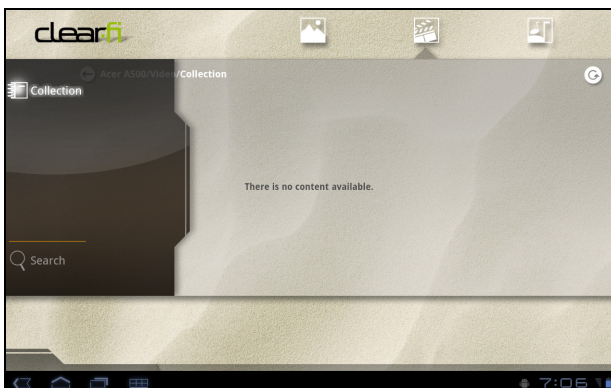 clearfi
Acer A500/Video/Collection
Collection
There is no content available.
Search
7:06